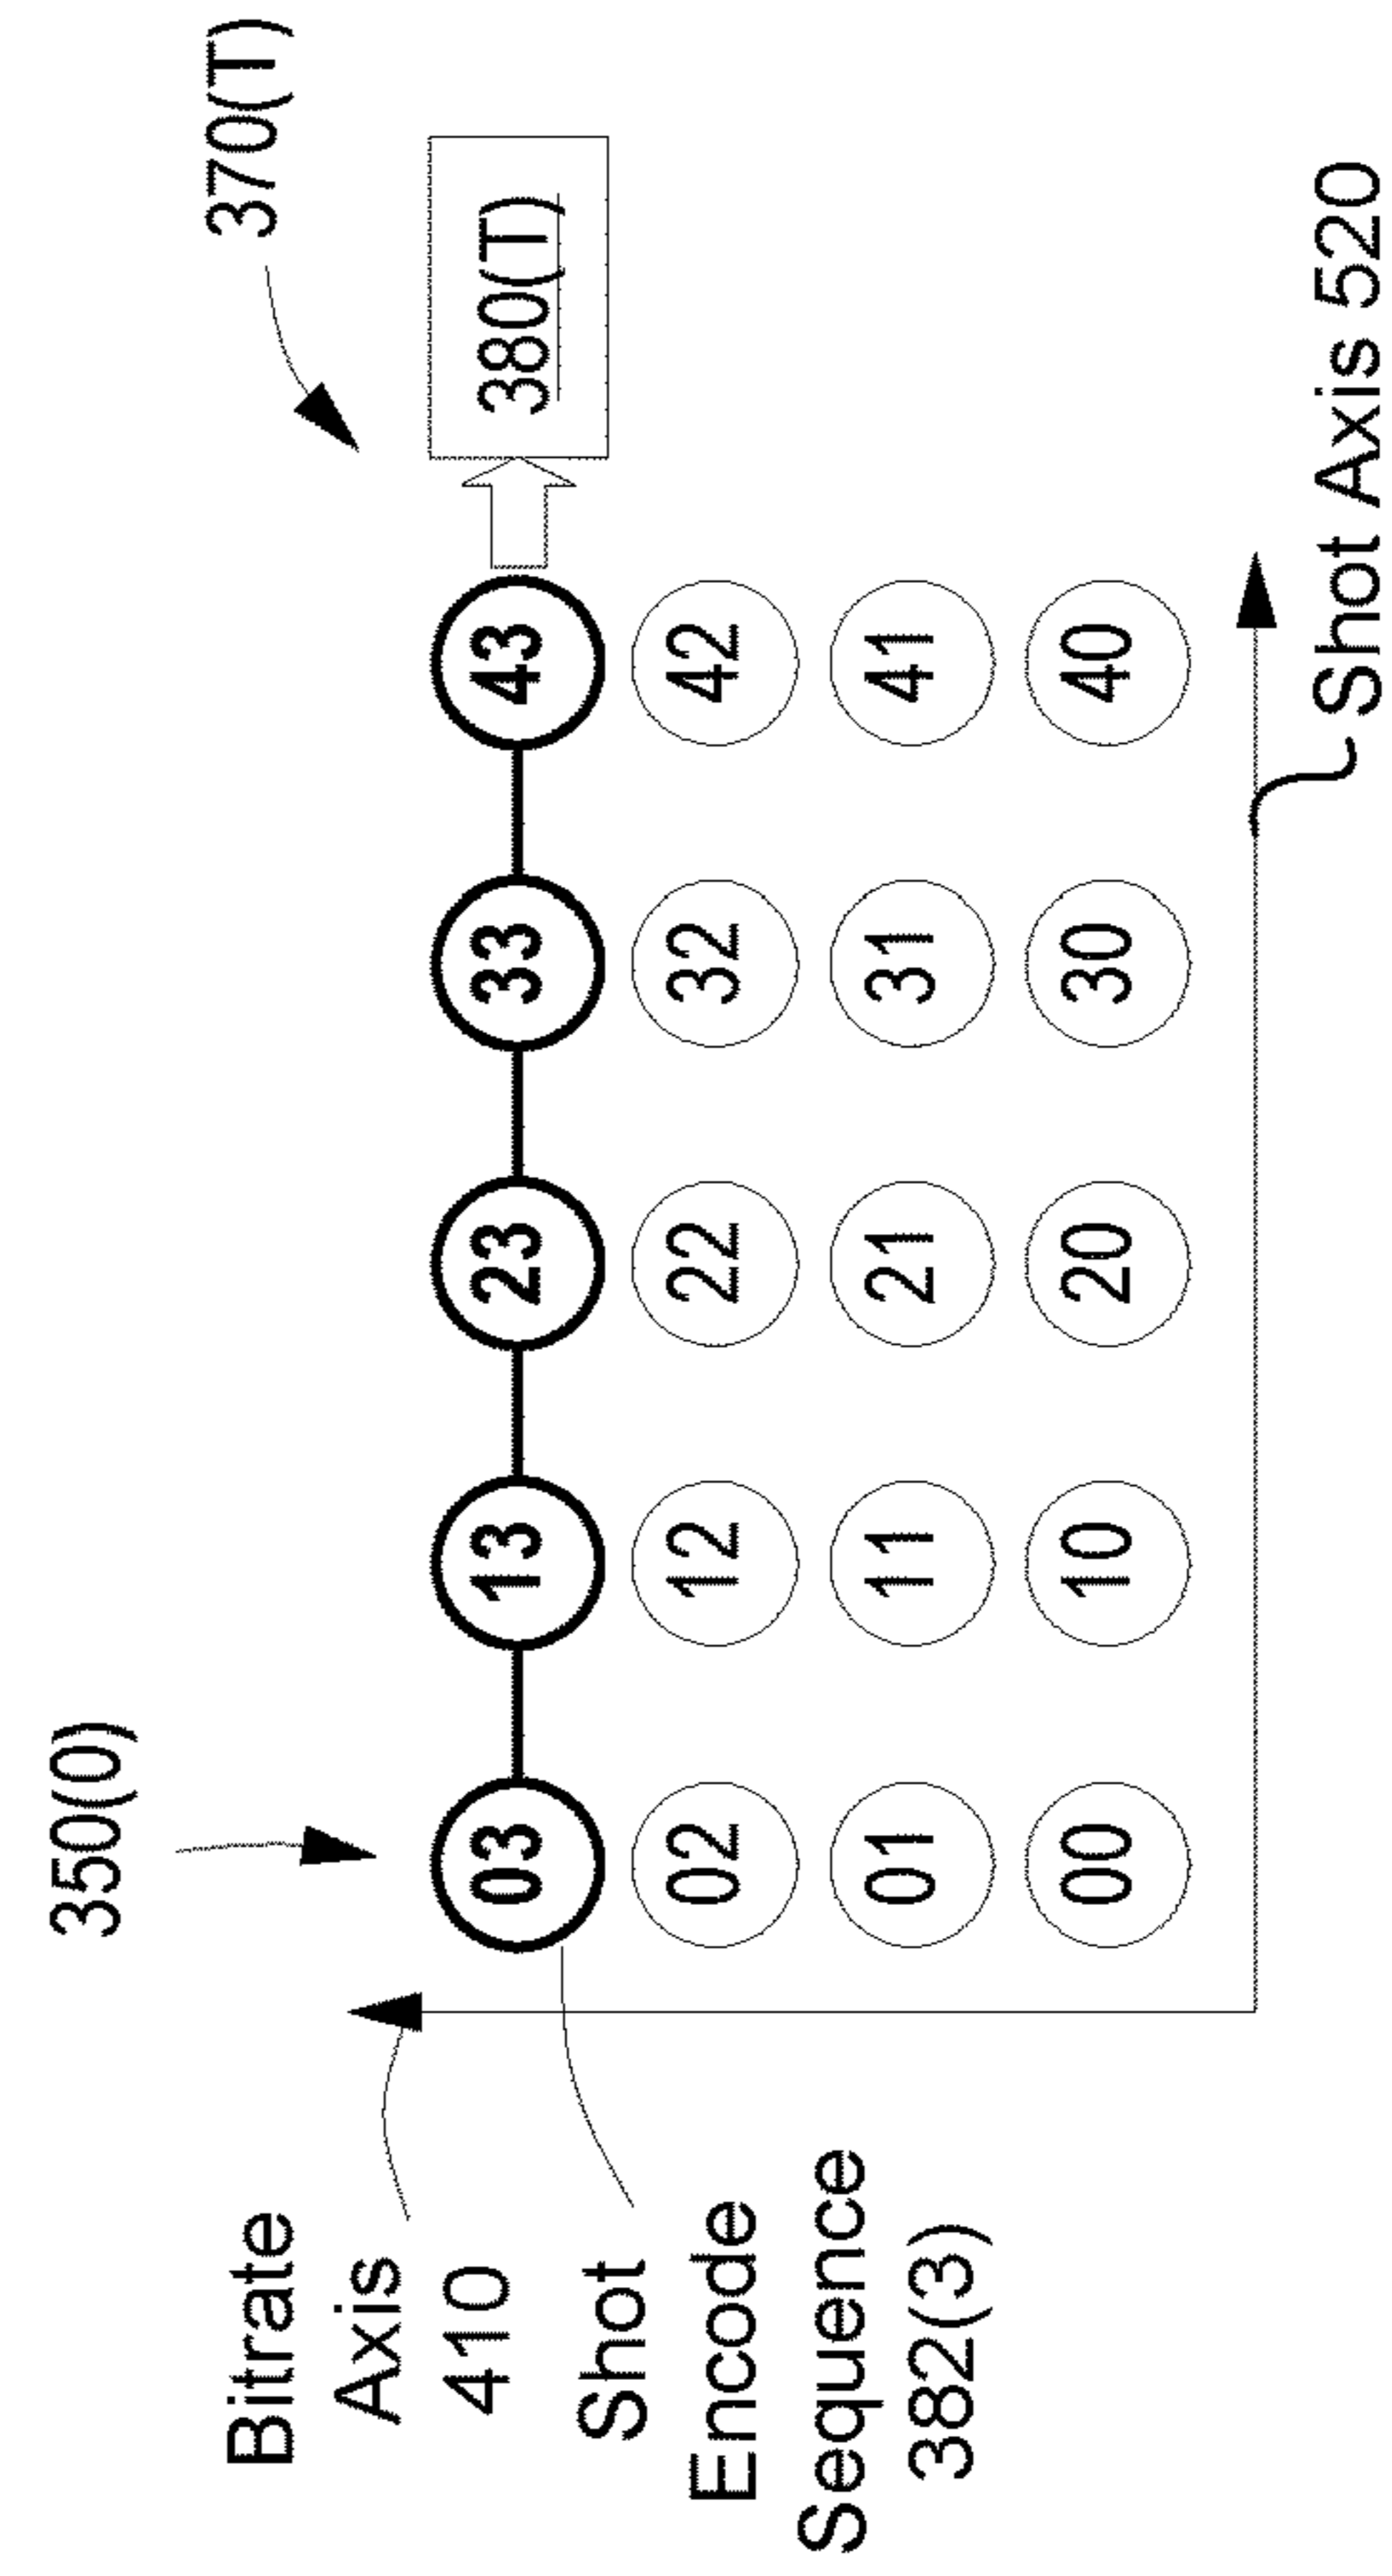 350(0)
370(T)
Bitrate
Axis
410
03 13 23 33 43
380(T)
Shot
Encode
Sequence
382(3)
02 12 22 32 42
01 11 21 31 41
00 10 20 30 40
Shot Axis 520